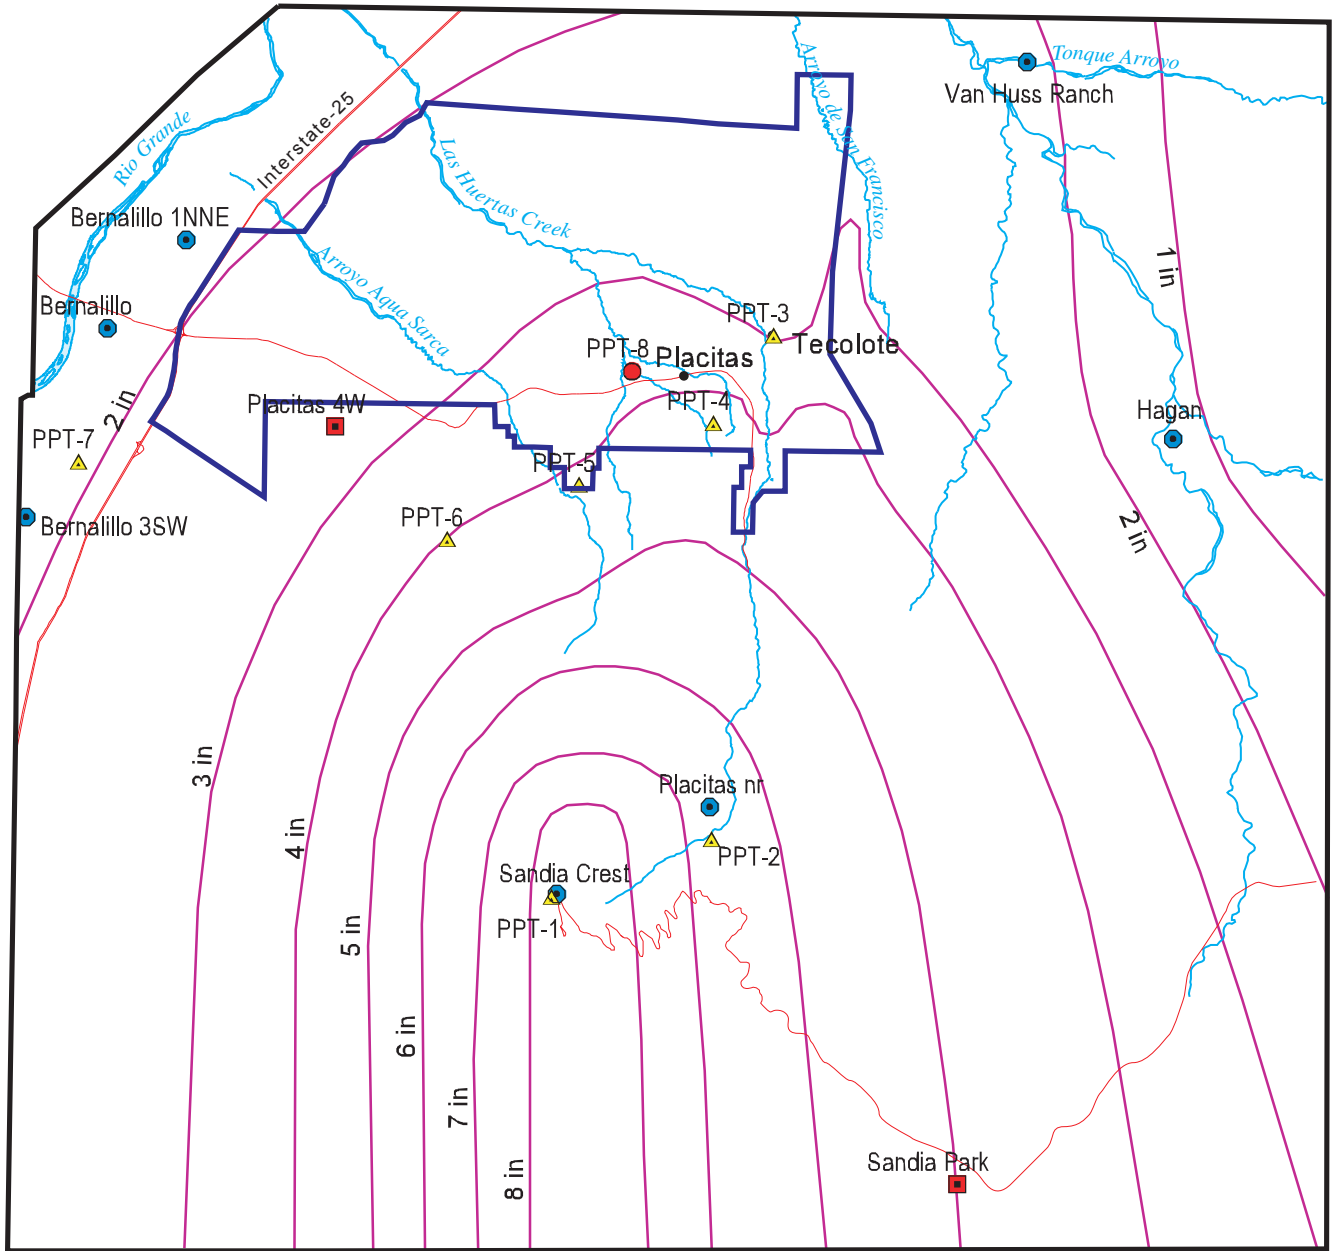 Tonque Arroyo
Van Huss Ranch
Arroyo de San Francisco
Rio Grande
Interstate-25
Las Huertas Creek
Bernalillo 1NNE
Arroyo Aqua Sarca
1 in
Bernalillo
PPT-3
Tecolote
PPT-8
Placitas
2 in
Placitas 4W
PPT-4
Hagan
PPT-7
PPT-5
Bernalillo 3SW
PPT-6
2 in
3 in
Placitas nr
4 in
PPT-2
Sandia Crest
PPT-1
5 in
6 in
7 in
8 in
Sandia Park